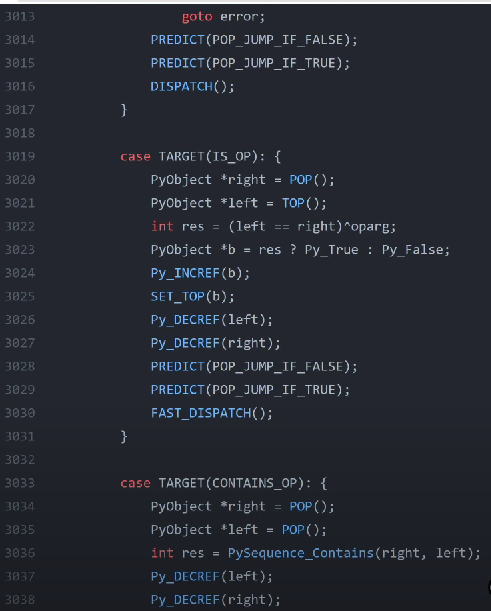 3013 goto error;
3014 PREDICT(POP_JUMP_IF_FALSE);
3015 PREDICT(POP_JUMP_IF_TRUE);
3016 DISPATCH();
3017 }
3018
3019 case TARGET(IS_OP): {
3020 PyObject *right = POP();
3021 PyObject *left = TOP();
3022 int res = (left == right)^oparg;
3023 PyObject *b = res ? Py_True : Py_False;
3024 Py_INCREF(b);
3025 SET_TOP(b);
3026 Py_DECREF(left);
3027 Py_DECREF(right);
3028 PREDICT(POP_JUMP_IF_FALSE);
3029 PREDICT(POP_JUMP_IF_TRUE);
3030 FAST_DISPATCH();
3031 }
3032
3033 case TARGET(CONTAINS_OP): {
3034 PyObject *right = POP();
3035 PyObject *left = POP();
3036 int res = PySequence_Contains(right, left);
3037 Py_DECREF(left);
3038 Py_DECREF(right);